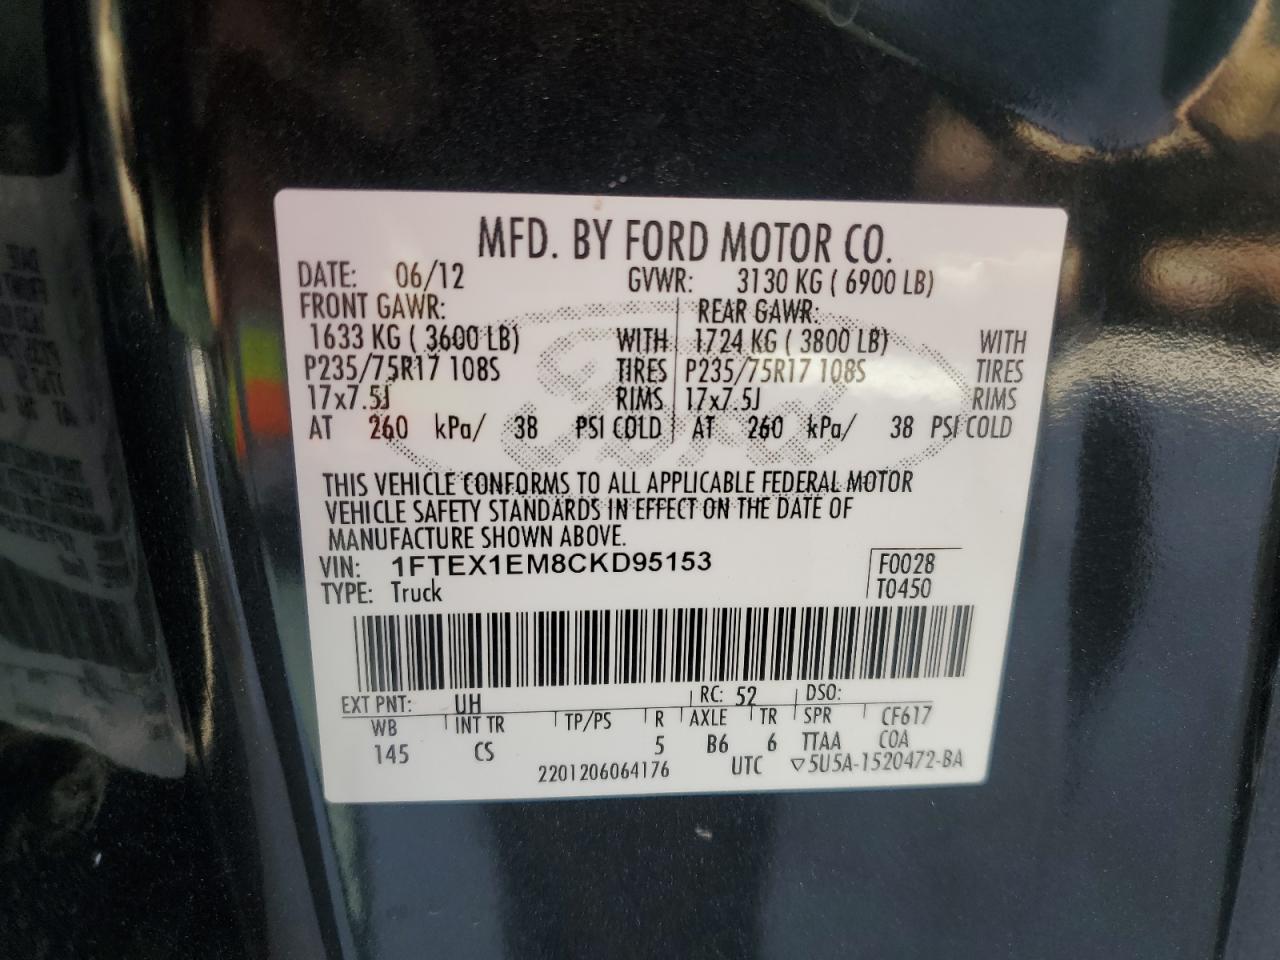 MFD. BY FORD MOTOR CO.
DATE: 06/12 GVWR: 3130 KG ( 6900 LB)
FRONT GAWR: REAR GAWR:
1633 KG ( 3600 LB) WITH 1724 KG ( 3800 LB) WITH
P235/75R17 108S TIRES P235/75R17 108S TIRES
17x7.5J RIMS 17x7.5J RIMS
AT 260 kPa/ 38 PSI COLD AT 260 kPa/ 38 PSI COLD
THIS VEHICLE CONFORMS TO ALL APPLICABLE FEDERAL MOTOR
VEHICLE SAFETY STANDARDS IN EFFECT ON THE DATE OF
MANUFACTURE SHOWN ABOVE.
VIN: 1FTEX1EM8CKD95153 F0028
TYPE: Truck T0450
EXT PNT: UH RC: 52 DSO:
WB INT TR TP/PS R AXLE TR SPR CF617
145 CS 5 B6 6 TTAA COA
2201206064176 UTC ▽5U5A-1520472-BA